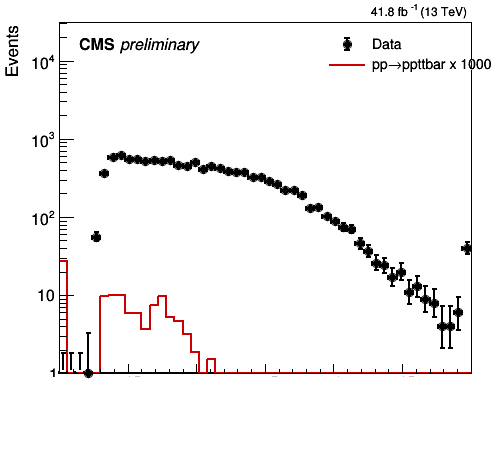 41.8 fb⁻¹ (13 TeV)
Events
CMS preliminary
Data
pp→ppttbar x 1000
10⁴
10³
10²
10
1